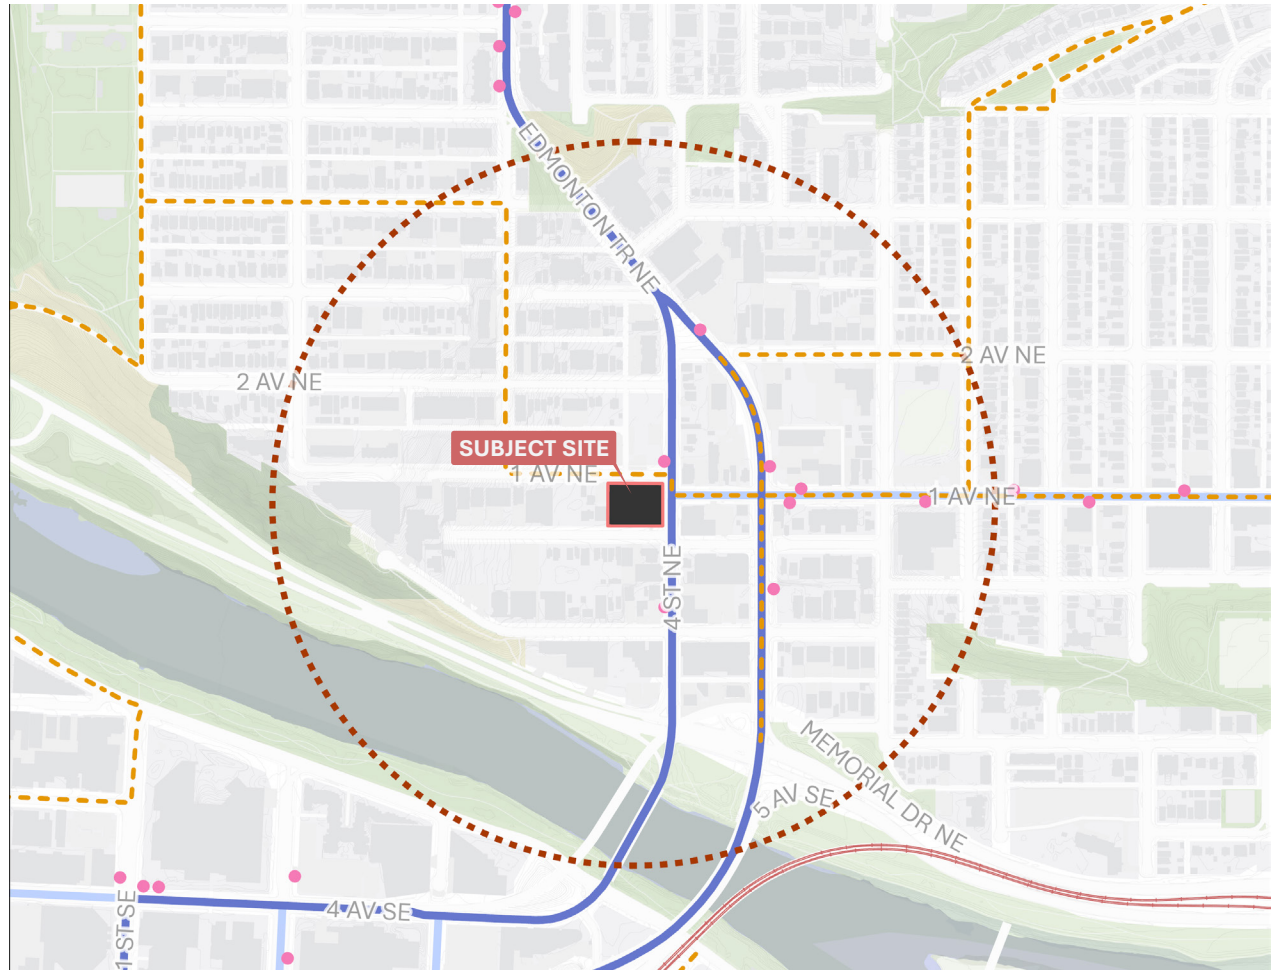 EDMONTON TR NE
2 AV NE
2 AV NE
SUBJECT SITE
1 AV NE
1 AV NE
4 ST NE
MEMORIAL DR NE
5 AV SE
4 AV SE
1 ST SE